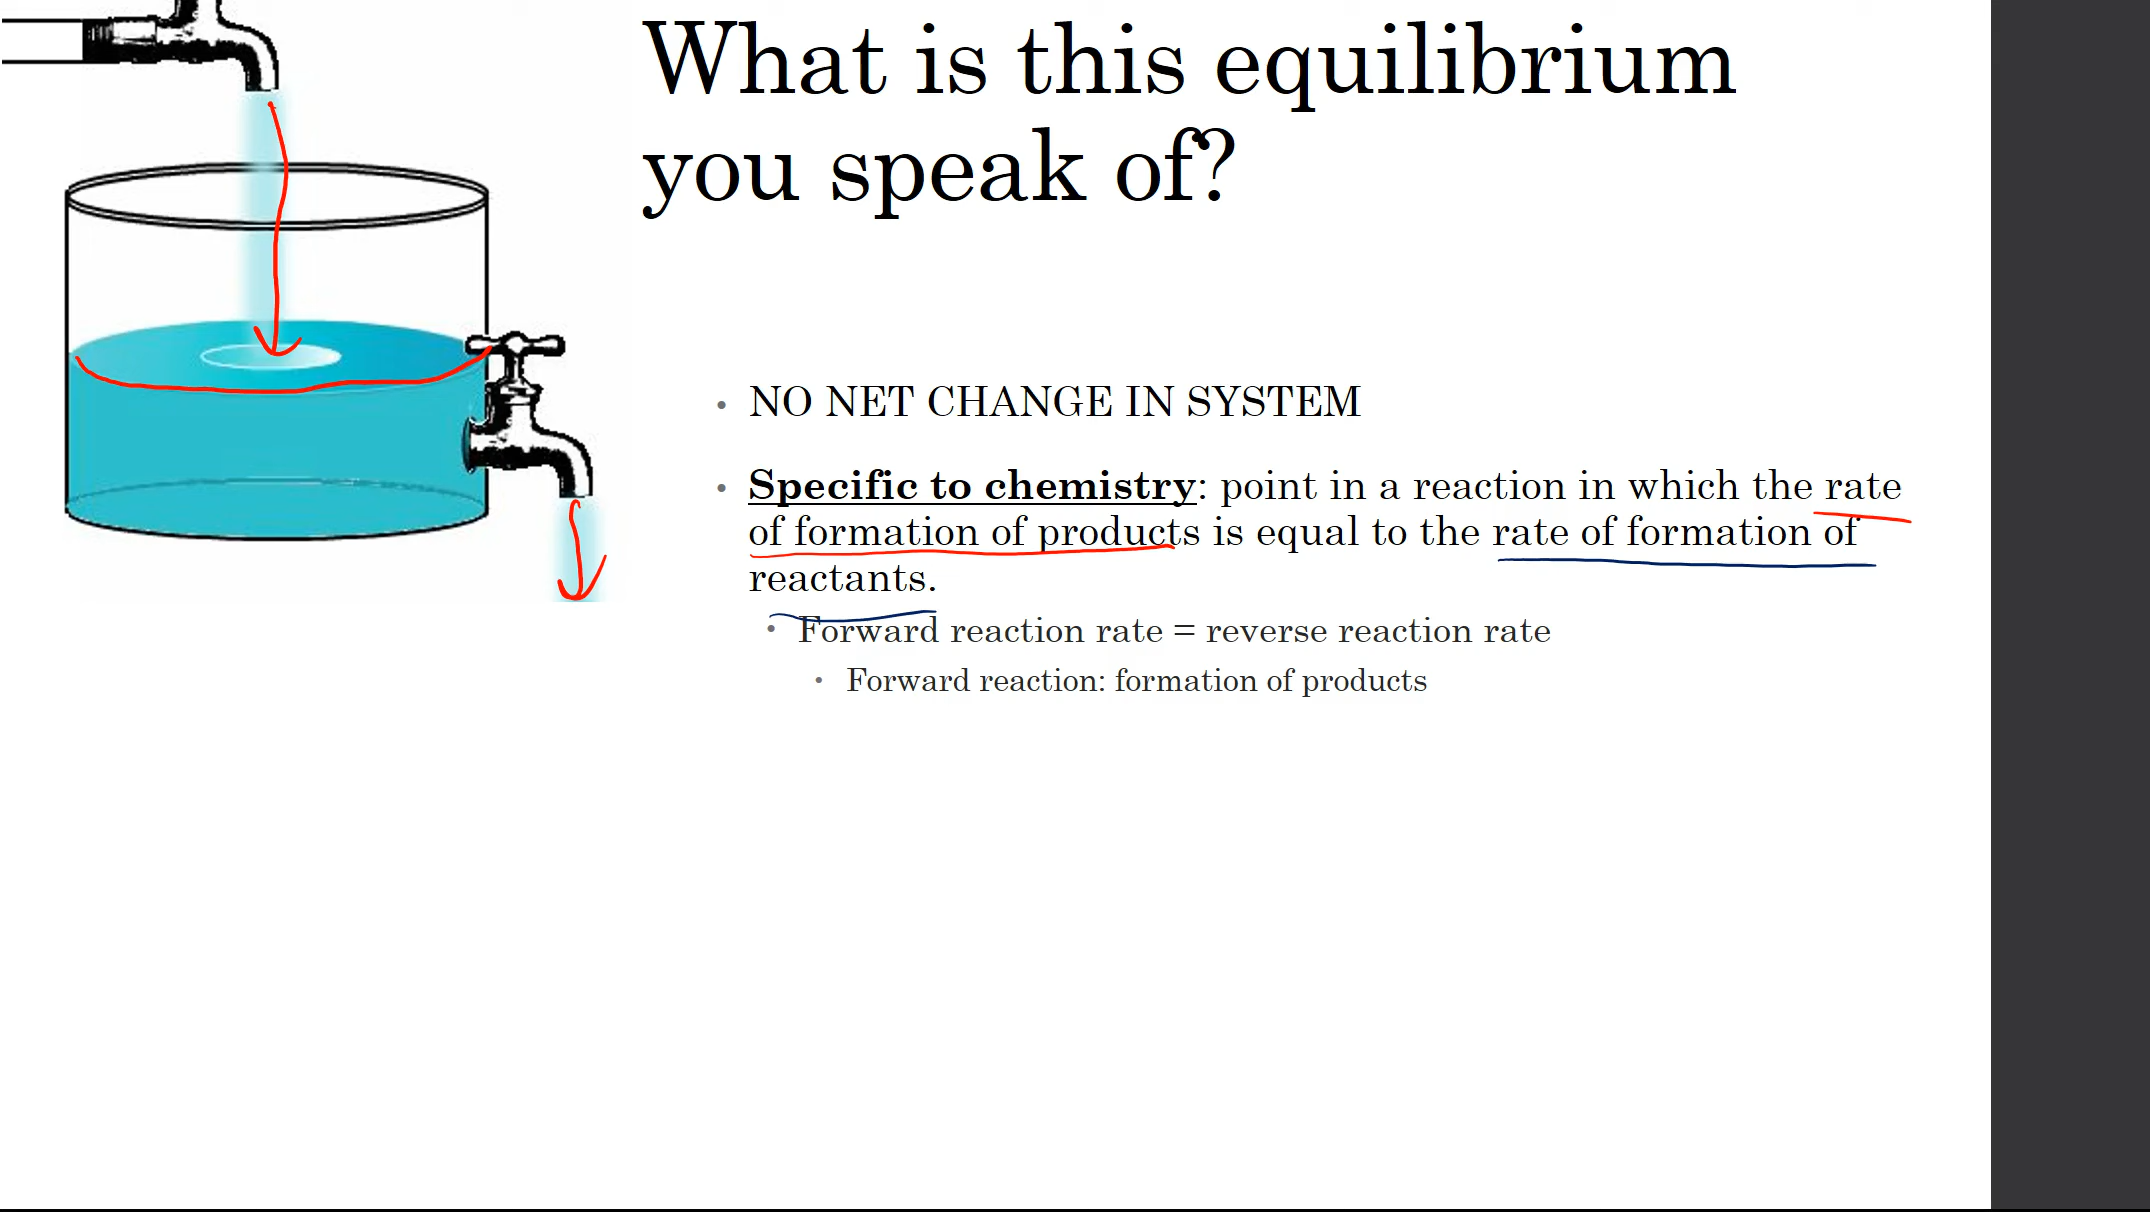 What is this equilibrium
you speak of?
• NO NET CHANGE IN SYSTEM
• Specific to chemistry: point in a reaction in which the rate
of formation of products is equal to the rate of formation of
reactants.
• Forward reaction rate = reverse reaction rate
• Forward reaction: formation of products